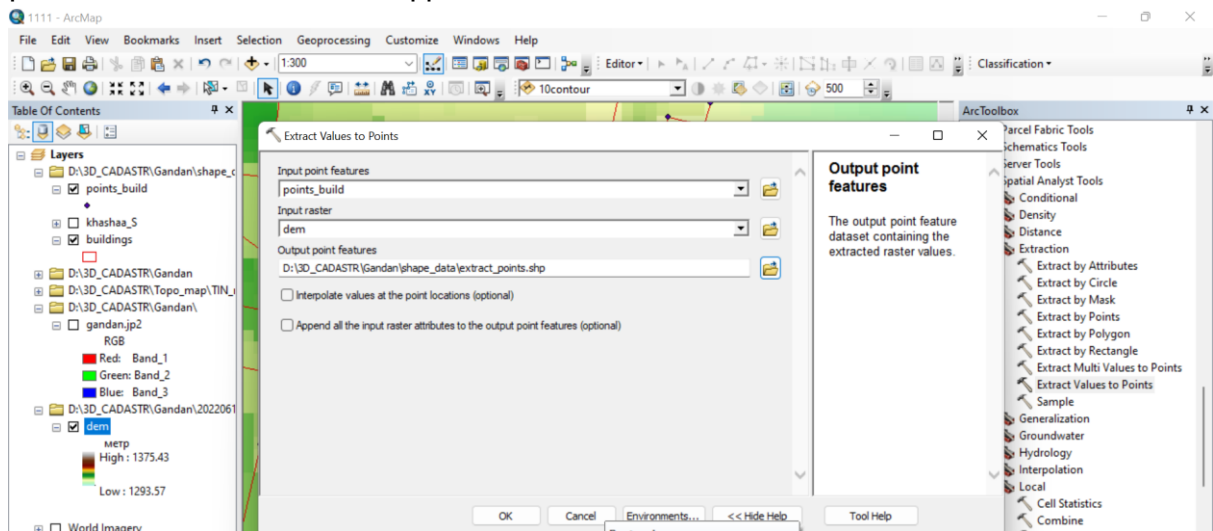 1111 - ArcMap
File Edit View Bookmarks Insert Selection Geoprocessing Customize Windows Help
1:300
Editor
Classification
10contour
500
Table Of Contents
Layers
D:\3D_CADASTR\Gandan\shape_
points_build
khashaa_S
buildings
D:\3D_CADASTR\Gandan
D:\3D_CADASTR\Topo_map\TIN_
D:\3D_CADASTR\Gandan\
gandan.jp2
RGB
Red: Band_1
Green: Band_2
Blue: Band_3
D:\3D_CADASTR\Gandan\2022061
dem
метр
High : 1375.43
Low : 1293.57
World Imagery
Extract Values to Points
Input point features
points_build
Input raster
dem
Output point features
D:\3D_CADASTR\Gandan\shape_data\extract_points.shp
Interpolate values at the point locations (optional)
Append all the input raster attributes to the output point features (optional)
OK Cancel Environments... << Hide Help Tool Help
Output point
features
The output point feature
dataset containing the
extracted raster values.
ArcToolbox
Parcel Fabric Tools
Schematics Tools
Server Tools
Spatial Analyst Tools
Conditional
Density
Distance
Extraction
Extract by Attributes
Extract by Circle
Extract by Mask
Extract by Points
Extract by Polygon
Extract by Rectangle
Extract Multi Values to Points
Extract Values to Points
Sample
Generalization
Groundwater
Hydrology
Interpolation
Local
Cell Statistics
Combine